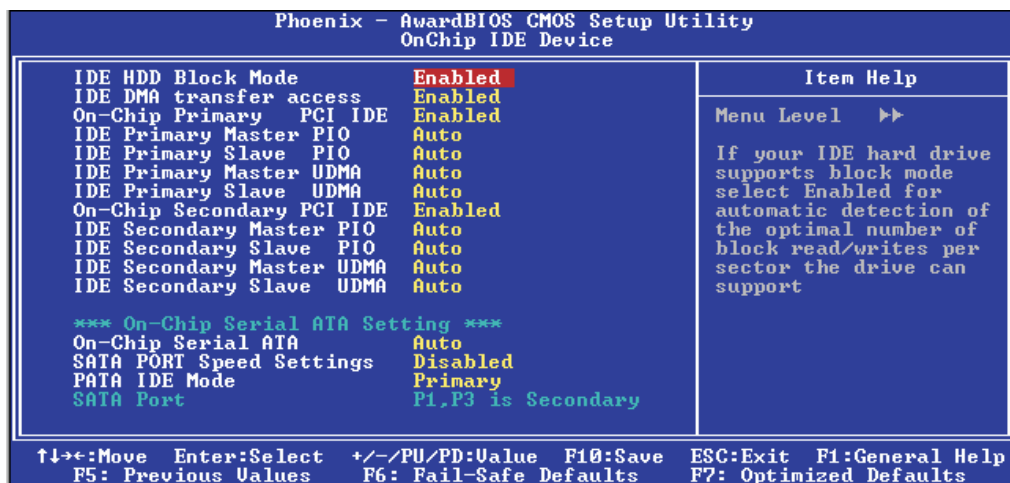 Phoenix - AwardBIOS CMOS Setup Utility
OnChip IDE Device
IDE HDD Block Mode Enabled
IDE DMA transfer access Enabled
On-Chip Primary PCI IDE Enabled
IDE Primary Master PIO Auto
IDE Primary Slave PIO Auto
IDE Primary Master UDMA Auto
IDE Primary Slave UDMA Auto
On-Chip Secondary PCI IDE Enabled
IDE Secondary Master PIO Auto
IDE Secondary Slave PIO Auto
IDE Secondary Master UDMA Auto
IDE Secondary Slave UDMA Auto
*** On-Chip Serial ATA Setting ***
On-Chip Serial ATA Auto
SATA PORT Speed Settings Disabled
PATA IDE Mode Primary
SATA Port P1,P3 is Secondary
Item Help
Menu Level ▶▶
If your IDE hard drive
supports block mode
select Enabled for
automatic detection of
the optimal number of
block read/writes per
sector the drive can
support
↑↓→←:Move Enter:Select +/-/PU/PD:Value F10:Save ESC:Exit F1:General Help
F5: Previous Values F6: Fail-Safe Defaults F7: Optimized Defaults